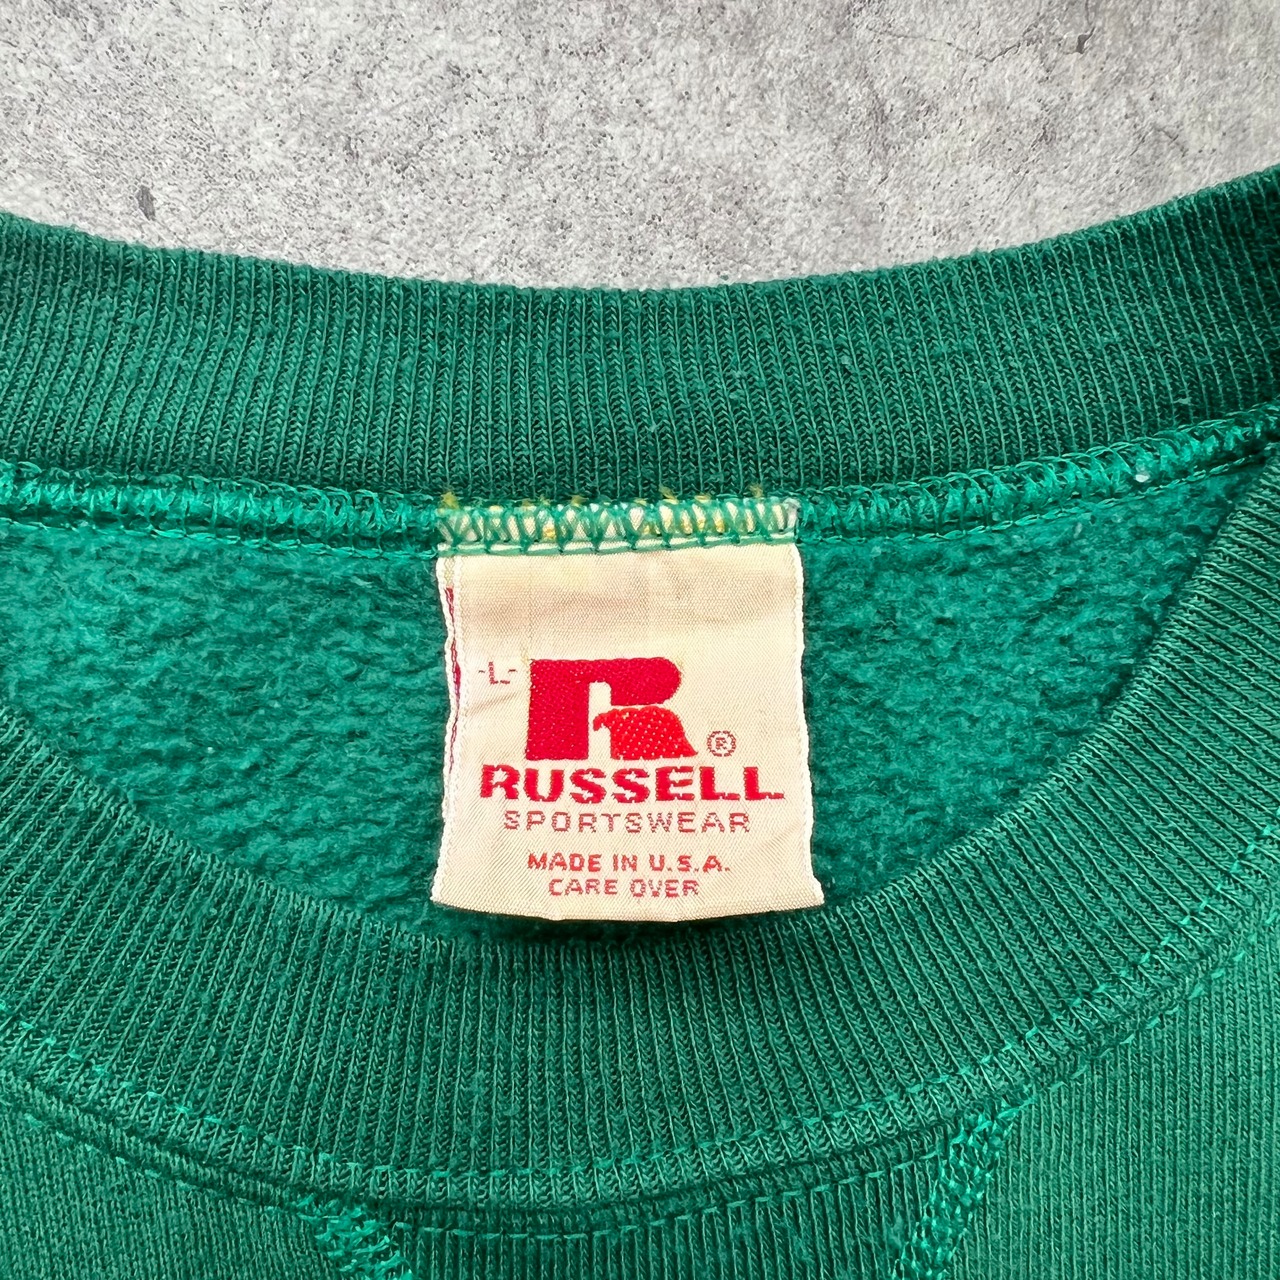 -L-
R ®
RUSSELL
SPORTSWEAR
MADE IN U.S.A.
CARE OVER